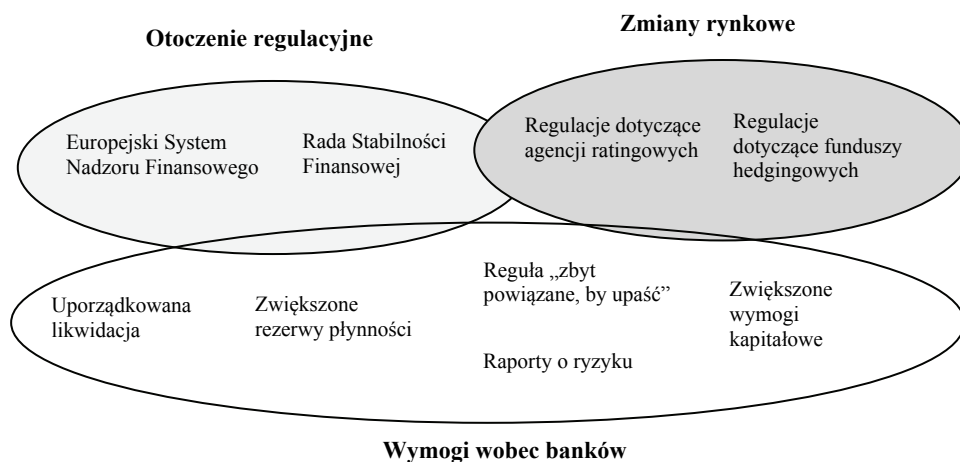 Otoczenie regulacyjne
Zmiany rynkowe
Europejski System
Nadzoru Finansowego
Rada Stabilności
Finansowej
Regulacje dotyczące
agencji ratingowych
Regulacje
dotyczące funduszy
hedgingowych
Uporządkowana
likwidacja
Zwiększone
rezerwy płynności
Reguła „zbyt
powiązane, by upaść”
Raporty o ryzyku
Zwiększone
wymogi
kapitałowe
Wymogi wobec banków